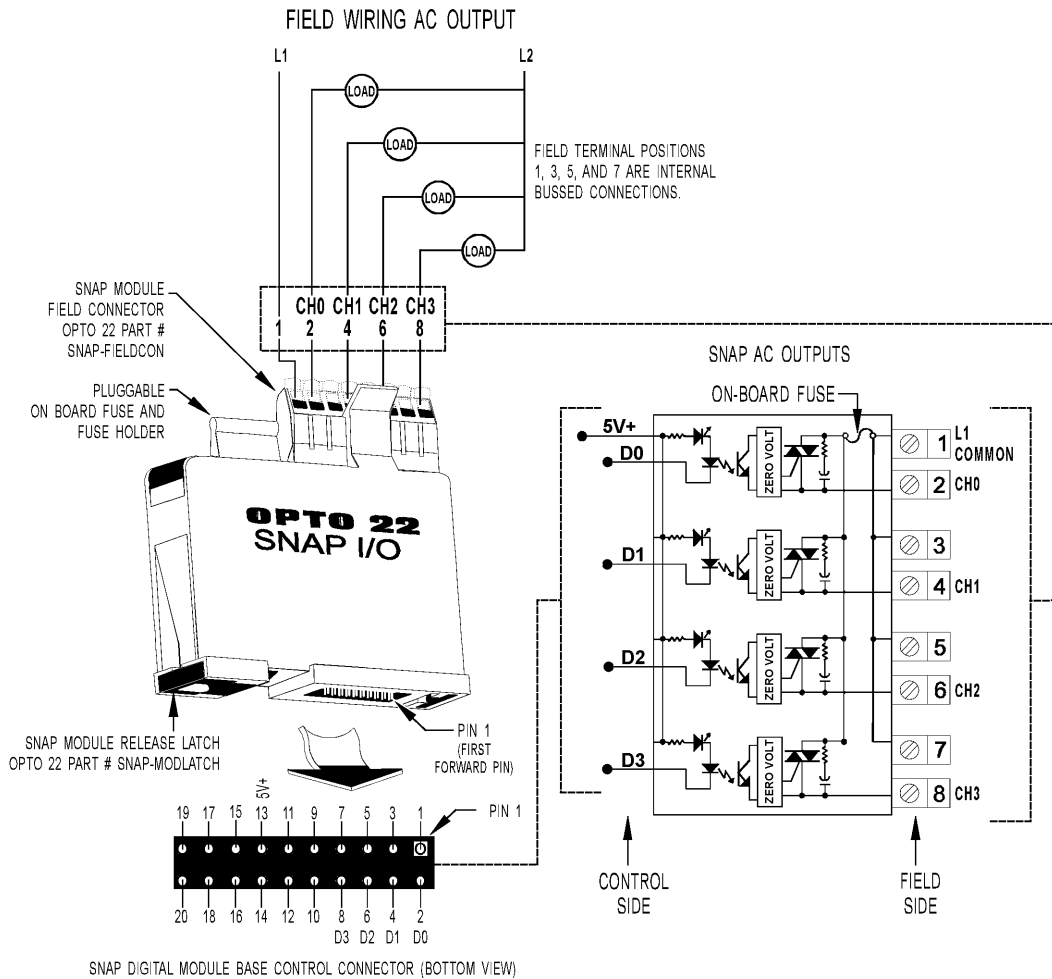 FIELD WIRING AC OUTPUT
L1
L2
LOAD
LOAD
LOAD
LOAD
FIELD TERMINAL POSITIONS
1, 3, 5, AND 7 ARE INTERNAL
BUSSED CONNECTIONS.
SNAP MODULE
FIELD CONNECTOR
OPTO 22 PART #
SNAP-FIELDCON
CH0 CH1 CH2 CH3
1 2 4 6 8
PLUGGABLE
ON BOARD FUSE AND
FUSE HOLDER
OPTO 22
SNAP I/O
SNAP MODULE RELEASE LATCH
OPTO 22 PART # SNAP-MODLATCH
PIN 1
(FIRST
FORWARD PIN)
5V+
19 17 15 13 11 9 7 5 3 1
PIN 1
20 18 16 14 12 10 8 6 4 2
D3 D2 D1 D0
SNAP DIGITAL MODULE BASE CONTROL CONNECTOR (BOTTOM VIEW)
SNAP AC OUTPUTS
ON-BOARD FUSE
5V+
D0
ZERO VOLT
1 L1
COMMON
2 CH0
D1
ZERO VOLT
3
4 CH1
D2
ZERO VOLT
5
6 CH2
D3
ZERO VOLT
7
8 CH3
CONTROL
SIDE
FIELD
SIDE